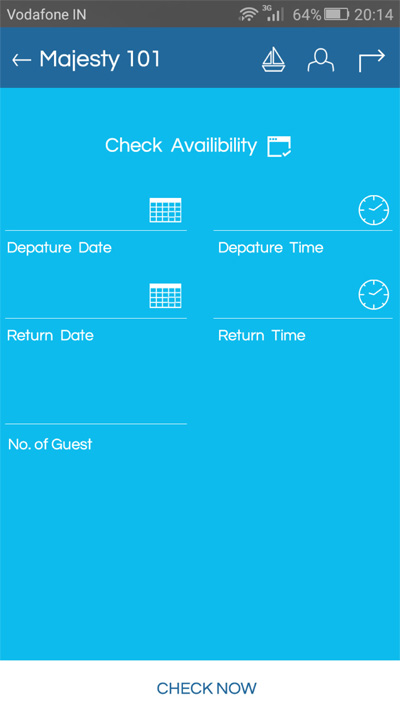 Vodafone IN 3G 64% 20:14
Majesty 101
Check Availibility
Depature Date Depature Time
Return Date Return Time
No. of Guest
CHECK NOW